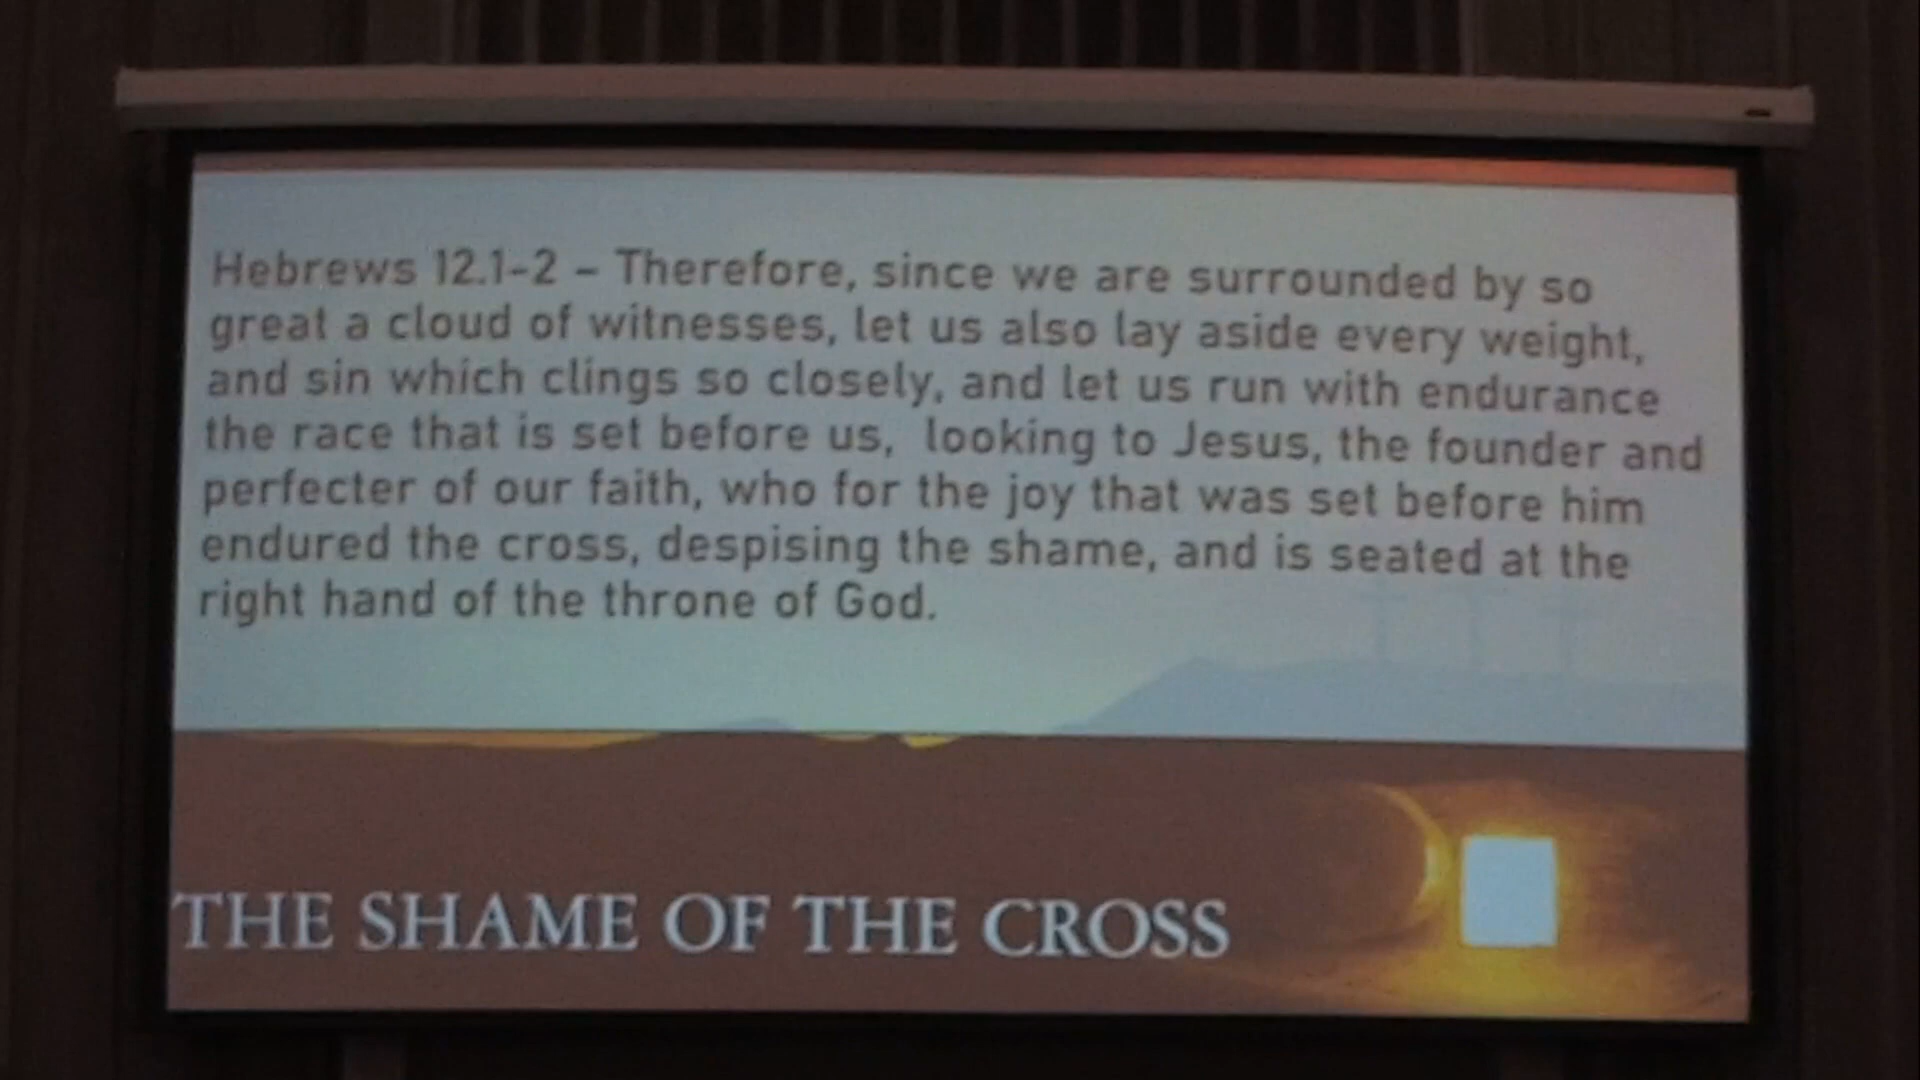 Hebrews 12.1-2 – Therefore, since we are surrounded by so
great a cloud of witnesses, let us also lay aside every weight,
and sin which clings so closely, and let us run with endurance
the race that is set before us,  looking to Jesus, the founder and
perfecter of our faith, who for the joy that was set before him
endured the cross, despising the shame, and is seated at the
right hand of the throne of God.
THE SHAME OF THE CROSS